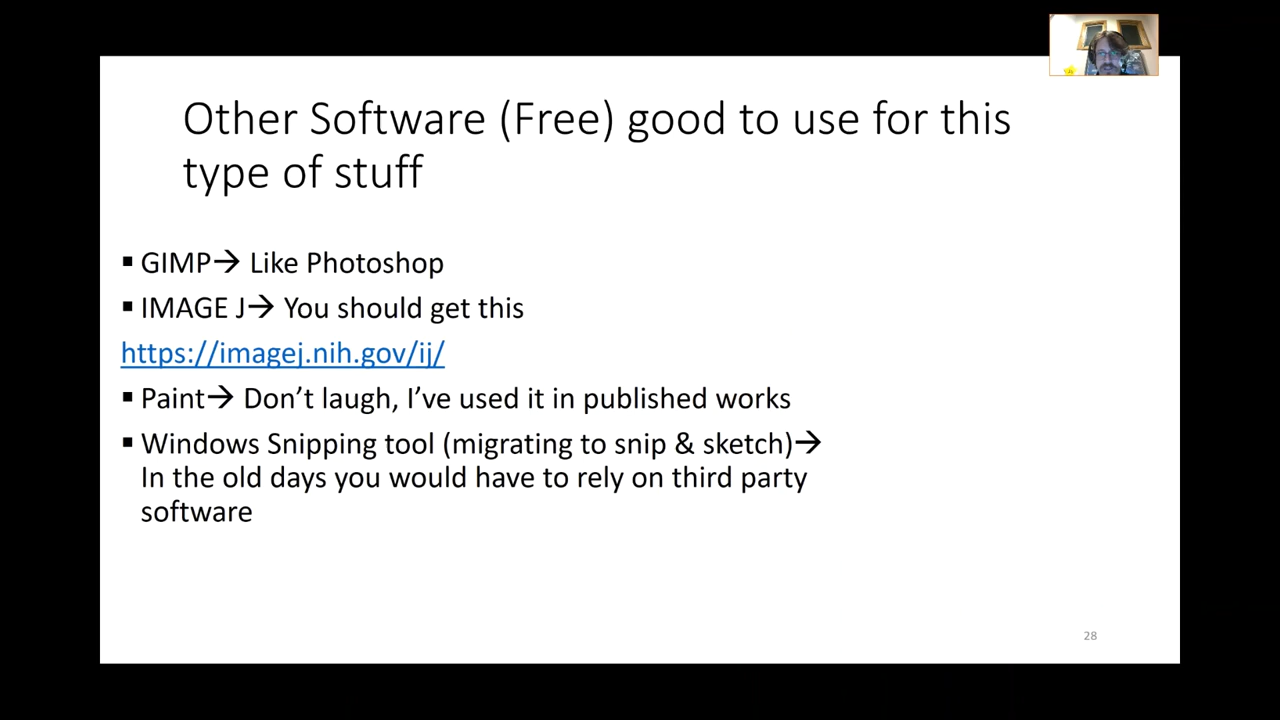 Other Software (Free) good to use for this
type of stuff
▪ GIMP→ Like Photoshop
▪ IMAGE J→ You should get this
https://imagej.nih.gov/ij/
▪ Paint→ Don’t laugh, I’ve used it in published works
▪ Windows Snipping tool (migrating to snip & sketch)→
In the old days you would have to rely on third party
software
28